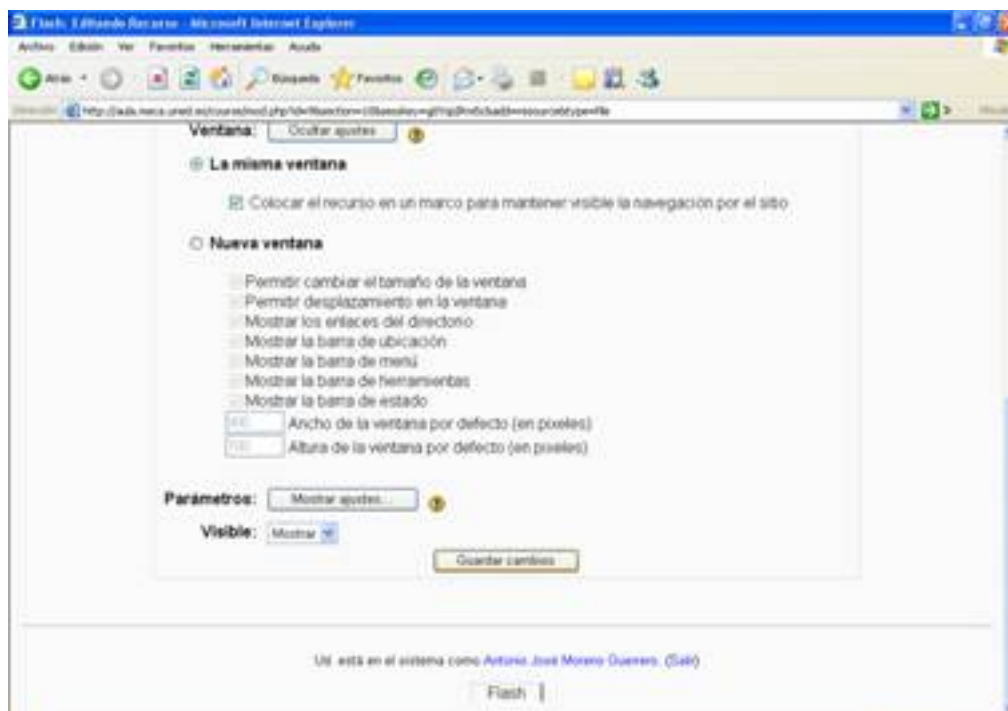 Flash: Editando Recurso - Microsoft Internet Explorer
Archivo Edición Ver Favoritos Herramientas Ayuda
Atrás Búsqueda Favoritos
Ventana: Ocultar ajustes
La misma ventana
Colocar el recurso en un marco para mantener visible la navegación por el sitio
Nueva ventana
Permitir cambiar el tamaño de la ventana
Permitir desplazamiento en la ventana
Mostrar los enlaces del directorio
Mostrar la barra de ubicación
Mostrar la barra de menú
Mostrar la barra de herramientas
Mostrar la barra de estado
Ancho de la ventana por defecto (en pixeles)
Altura de la ventana por defecto (en pixeles)
Parámetros: Mostrar ajustes...
Visible: Mostrar
Guardar cambios
Ud. está en el sistema como Antonio José Moreno Guerrero. (Salir)
Flash